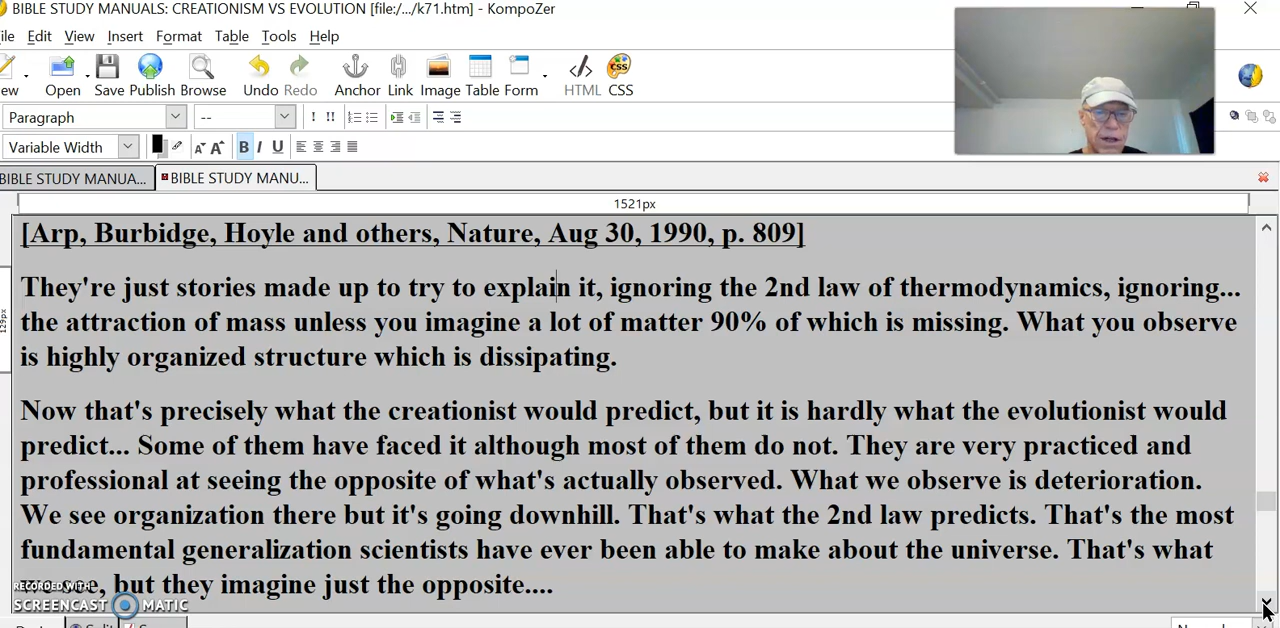 BIBLE STUDY MANUALS: CREATIONISM VS EVOLUTION [file:/.../k71.htm] - KompoZer
ile Edit View Insert Format Table Tools Help
ew Open Save Publish Browse Undo Redo Anchor Link Image Table Form HTML CSS
Paragraph --
Variable Width B I U
BIBLE STUDY MANUA... BIBLE STUDY MANU...
1521px
129px
[Arp, Burbidge, Hoyle and others, Nature, Aug 30, 1990, p. 809]
They're just stories made up to try to explain it, ignoring the 2nd law of thermodynamics, ignoring...
the attraction of mass unless you imagine a lot of matter 90% of which is missing. What you observe
is highly organized structure which is dissipating.
Now that's precisely what the creationist would predict, but it is hardly what the evolutionist would
predict... Some of them have faced it although most of them do not. They are very practiced and
professional at seeing the opposite of what's actually observed. What we observe is deterioration.
We see organization there but it's going downhill. That's what the 2nd law predicts. That's the most
fundamental generalization scientists have ever been able to make about the universe. That's what
we see, but they imagine just the opposite....
RECORDED WITH
SCREENCAST MATIC